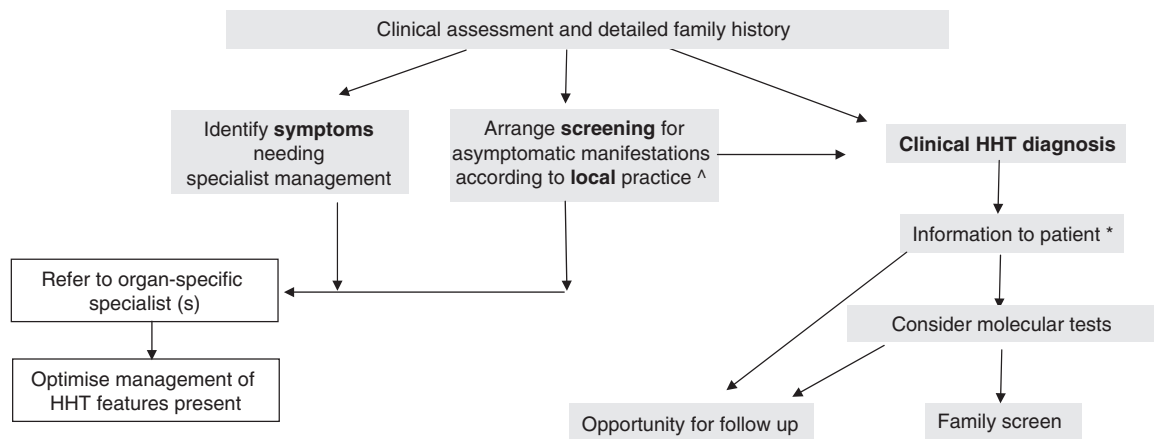 Clinical assessment and detailed family history
Identify symptoms
needing
specialist management
Arrange screening for
asymptomatic manifestations
according to local practice ^
Clinical HHT diagnosis
Information to patient *
Refer to organ-specific
specialist (s)
Consider molecular tests
Optimise management of
HHT features present
Opportunity for follow up
Family screen